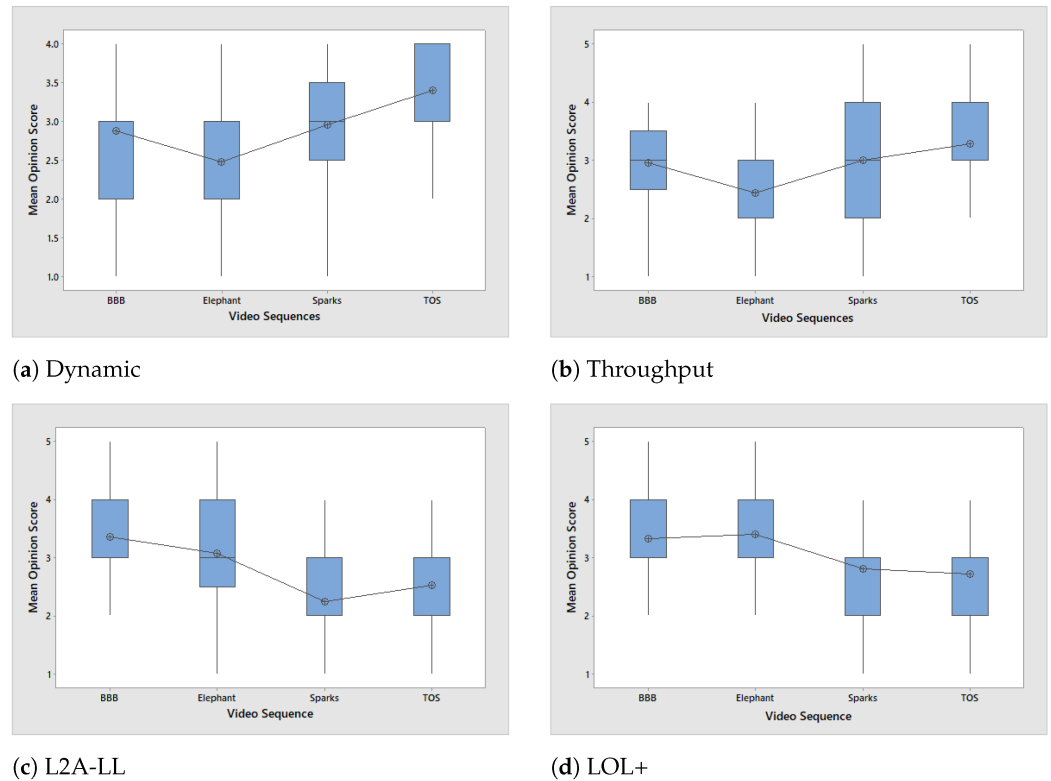 4.0
3.5
3.0
2.5
2.0
1.5
1.0
Mean Opinion Score
BBB Elephant Sparks TOS
Video Sequences
(a) Dynamic
5
4
3
2
1
Mean Opinion Score
BBB Elephant Sparks TOS
Video Sequences
(b) Throughput
5
4
3
2
1
Mean Opinion Score
BBB Elephant Sparks TOS
Video Sequence
(c) L2A-LL
5
4
3
2
1
Mean Opinion Score
BBB Elephant Sparks TOS
Video Sequence
(d) LOL+